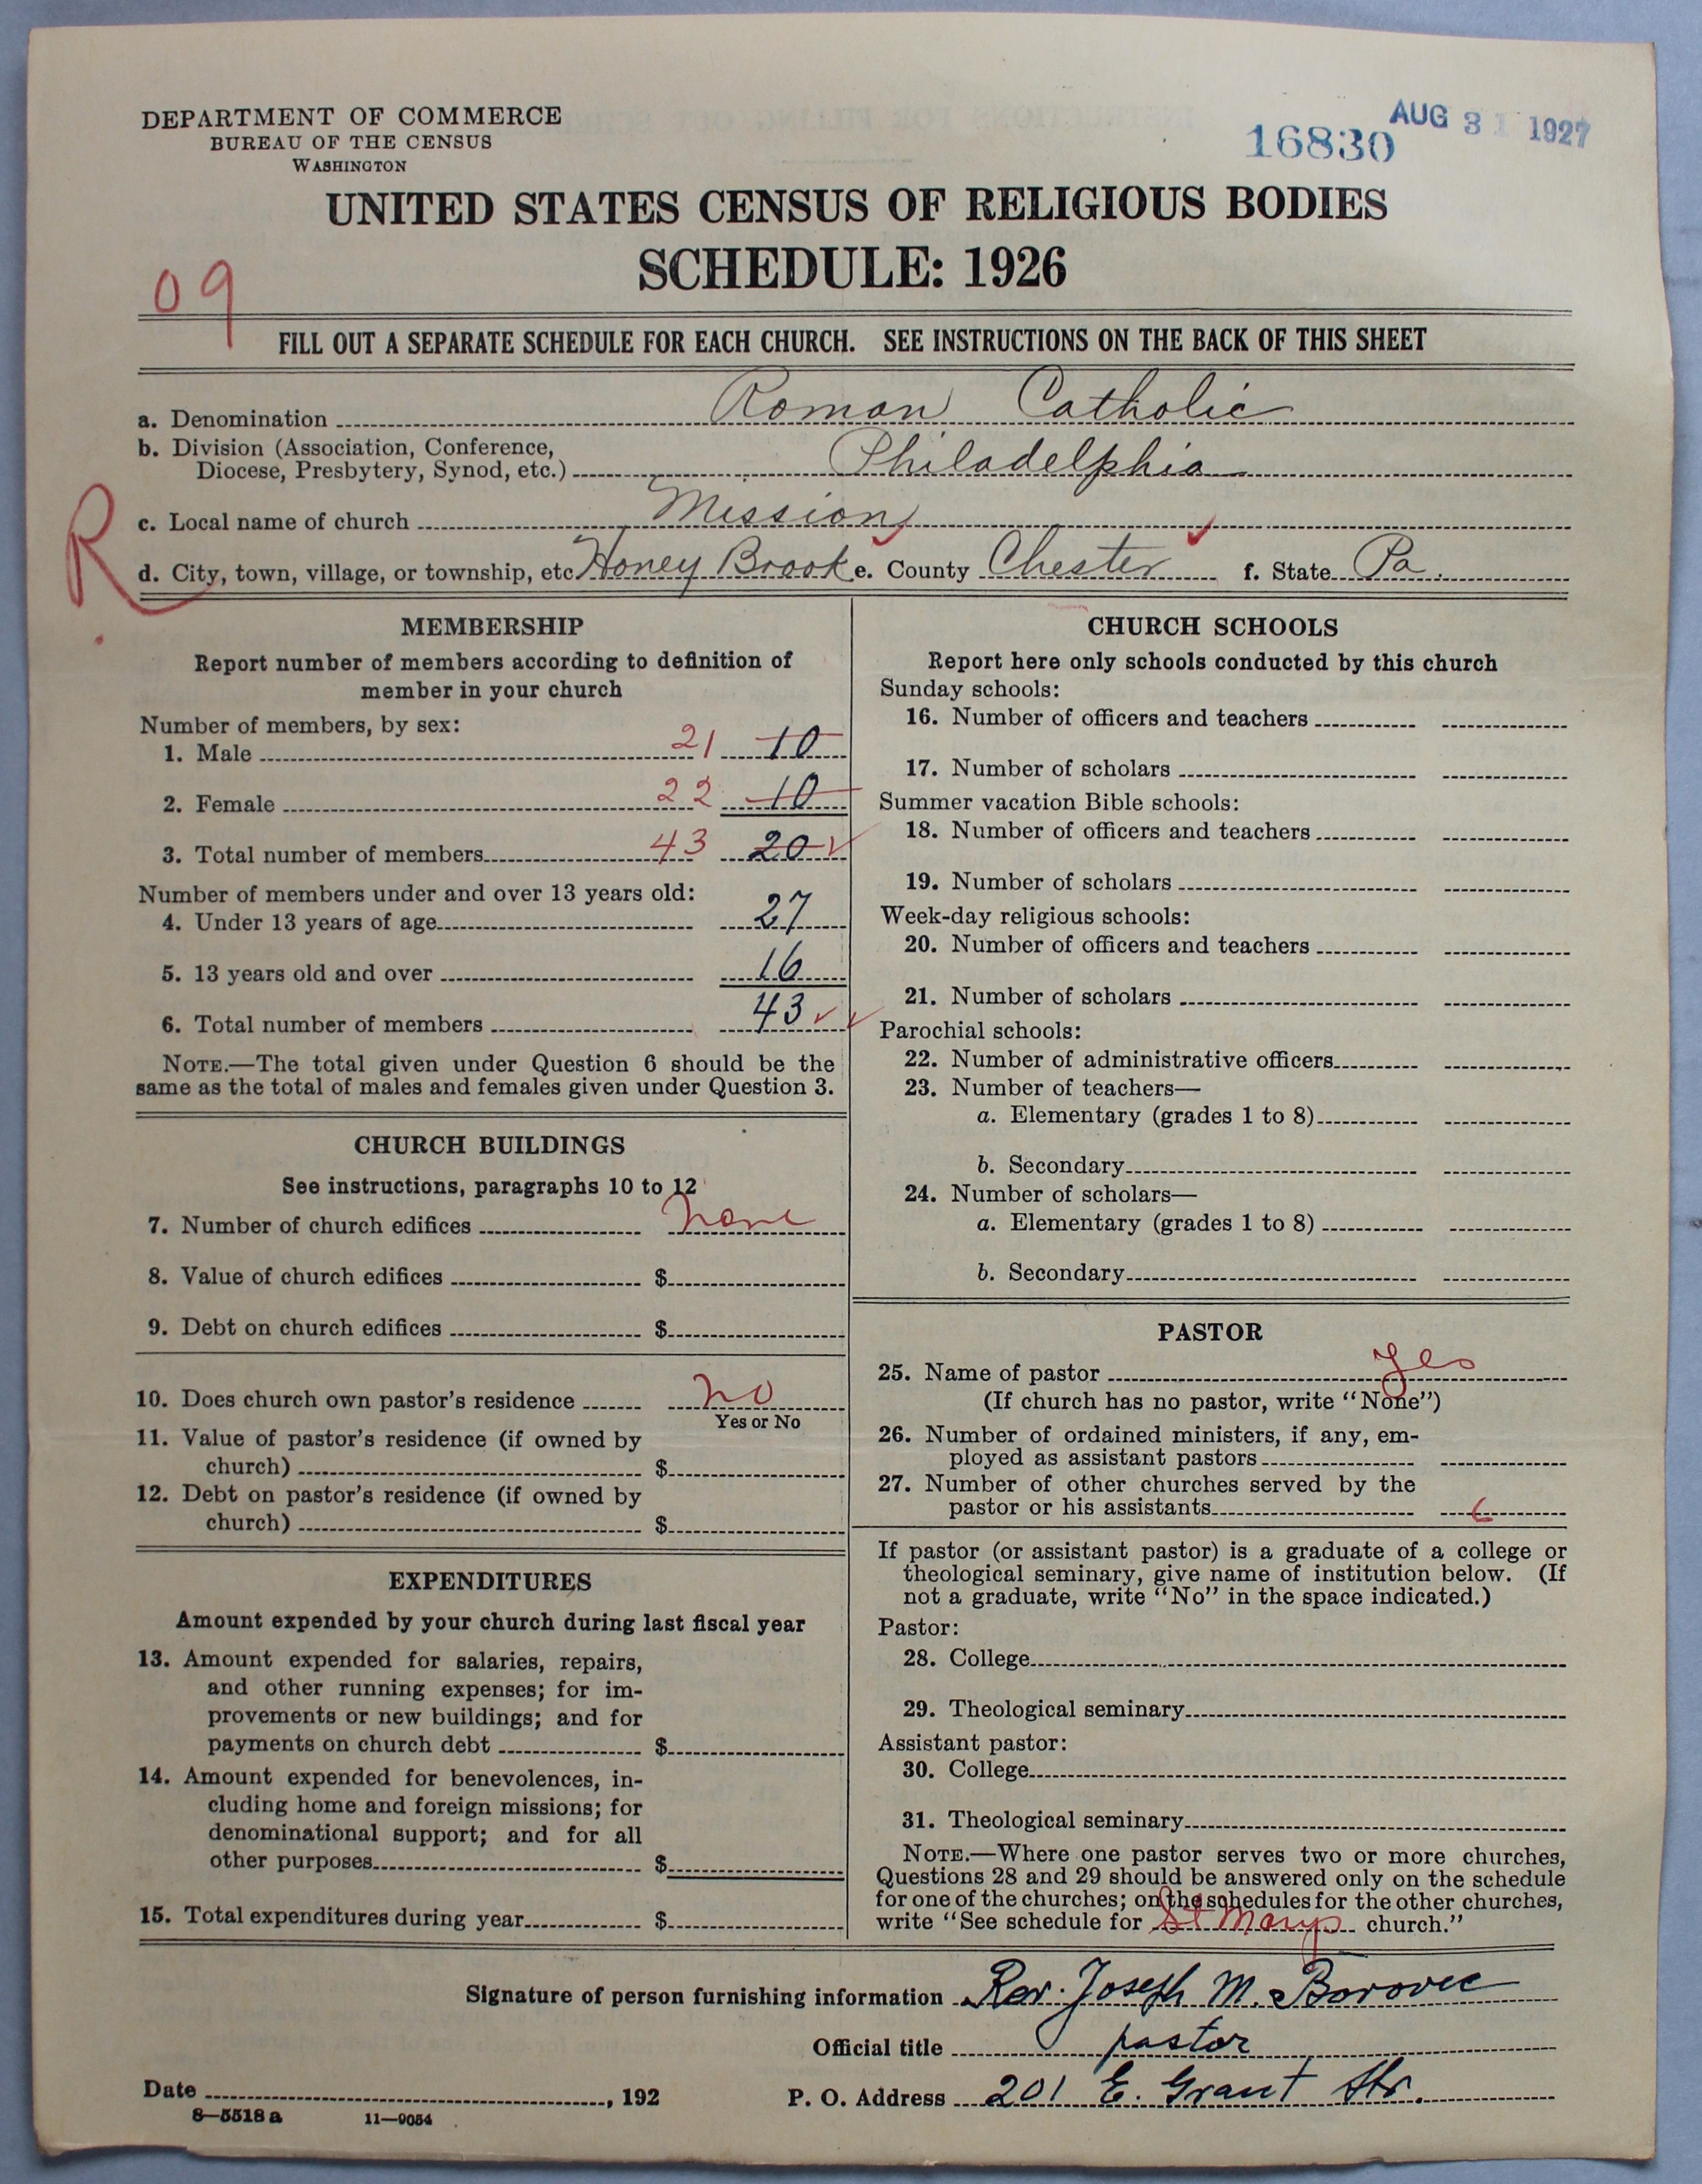 DEPARTMENT OF COMMERCE
BUREAU OF THE CENSUS
WASHINGTON
16830
AUG 31 1927
UNITED STATES CENSUS OF RELIGIOUS BODIES
SCHEDULE: 1926
09
FILL OUT A SEPARATE SCHEDULE FOR EACH CHURCH. SEE INSTRUCTIONS ON THE BACK OF THIS SHEET
a. Denomination Roman Catholic
b. Division (Association, Conference,
Diocese, Presbytery, Synod, etc.) Philadelphia
R
c. Local name of church Mission
d. City, town, village, or township, etc Honey Brook e. County Chester f. State Pa.
MEMBERSHIP
Report number of members according to definition of
member in your church
Number of members, by sex:
1. Male 21 10
2. Female 22 10
3. Total number of members 43 20
Number of members under and over 13 years old:
4. Under 13 years of age 27
5. 13 years old and over 16
6. Total number of members 43
NOTE.—The total given under Question 6 should be the
same as the total of males and females given under Question 3.
CHURCH BUILDINGS
See instructions, paragraphs 10 to 12
7. Number of church edifices none
8. Value of church edifices $
9. Debt on church edifices $
10. Does church own pastor's residence no
Yes or No
11. Value of pastor's residence (if owned by
church) $
12. Debt on pastor's residence (if owned by
church) $
EXPENDITURES
Amount expended by your church during last fiscal year
13. Amount expended for salaries, repairs,
and other running expenses; for im-
provements or new buildings; and for
payments on church debt $
14. Amount expended for benevolences, in-
cluding home and foreign missions; for
denominational support; and for all
other purposes $
15. Total expenditures during year $
CHURCH SCHOOLS
Report here only schools conducted by this church
Sunday schools:
16. Number of officers and teachers
17. Number of scholars
Summer vacation Bible schools:
18. Number of officers and teachers
19. Number of scholars
Week-day religious schools:
20. Number of officers and teachers
21. Number of scholars
Parochial schools:
22. Number of administrative officers
23. Number of teachers—
a. Elementary (grades 1 to 8)
b. Secondary
24. Number of scholars—
a. Elementary (grades 1 to 8)
b. Secondary
PASTOR
25. Name of pastor yes
(If church has no pastor, write "None")
26. Number of ordained ministers, if any, em-
ployed as assistant pastors
27. Number of other churches served by the
pastor or his assistants
If pastor (or assistant pastor) is a graduate of a college or
theological seminary, give name of institution below. (If
not a graduate, write "No" in the space indicated.)
Pastor:
28. College
29. Theological seminary
Assistant pastor:
30. College
31. Theological seminary
NOTE.—Where one pastor serves two or more churches,
Questions 28 and 29 should be answered only on the schedule
for one of the churches; on the schedules for the other churches,
write "See schedule for St Marys church."
Signature of person furnishing information Rev. Joseph M. Borovec
Official title pastor
Date , 192
P. O. Address 201 E. Grant Str.
8—5518 a 11—9054